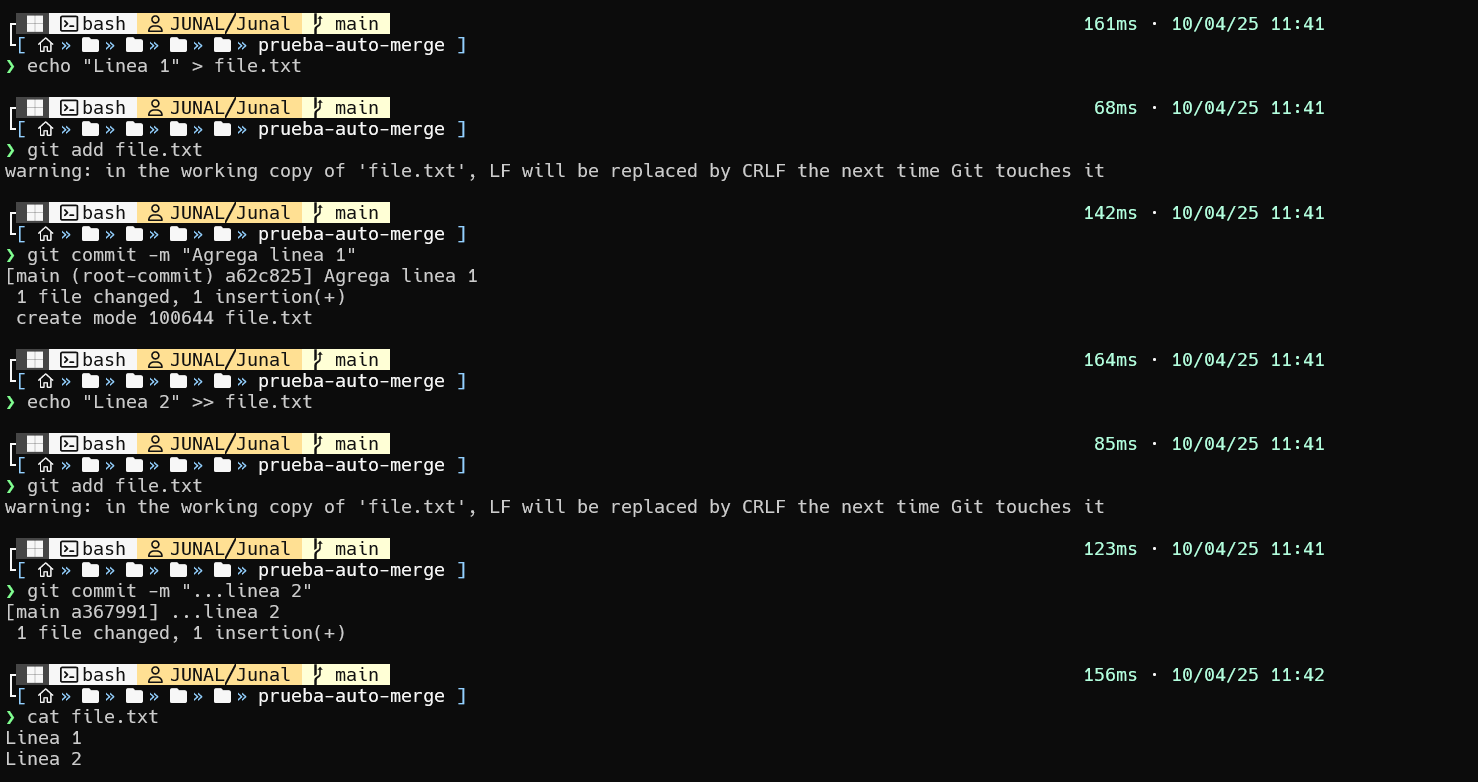 bash JUNAL/Junal main 161ms · 10/04/25 11:41
[ » » » » » prueba-auto-merge ]
❯ echo "Linea 1" > file.txt
bash JUNAL/Junal main 68ms · 10/04/25 11:41
[ » » » » » prueba-auto-merge ]
❯ git add file.txt
warning: in the working copy of 'file.txt', LF will be replaced by CRLF the next time Git touches it
bash JUNAL/Junal main 142ms · 10/04/25 11:41
[ » » » » » prueba-auto-merge ]
❯ git commit -m "Agrega linea 1"
[main (root-commit) a62c825] Agrega linea 1
1 file changed, 1 insertion(+)
create mode 100644 file.txt
bash JUNAL/Junal main 164ms · 10/04/25 11:41
[ » » » » » prueba-auto-merge ]
❯ echo "Linea 2" >> file.txt
bash JUNAL/Junal main 85ms · 10/04/25 11:41
[ » » » » » prueba-auto-merge ]
❯ git add file.txt
warning: in the working copy of 'file.txt', LF will be replaced by CRLF the next time Git touches it
bash JUNAL/Junal main 123ms · 10/04/25 11:41
[ » » » » » prueba-auto-merge ]
❯ git commit -m "...linea 2"
[main a367991] ...linea 2
1 file changed, 1 insertion(+)
bash JUNAL/Junal main 156ms · 10/04/25 11:42
[ » » » » » prueba-auto-merge ]
❯ cat file.txt
Linea 1
Linea 2